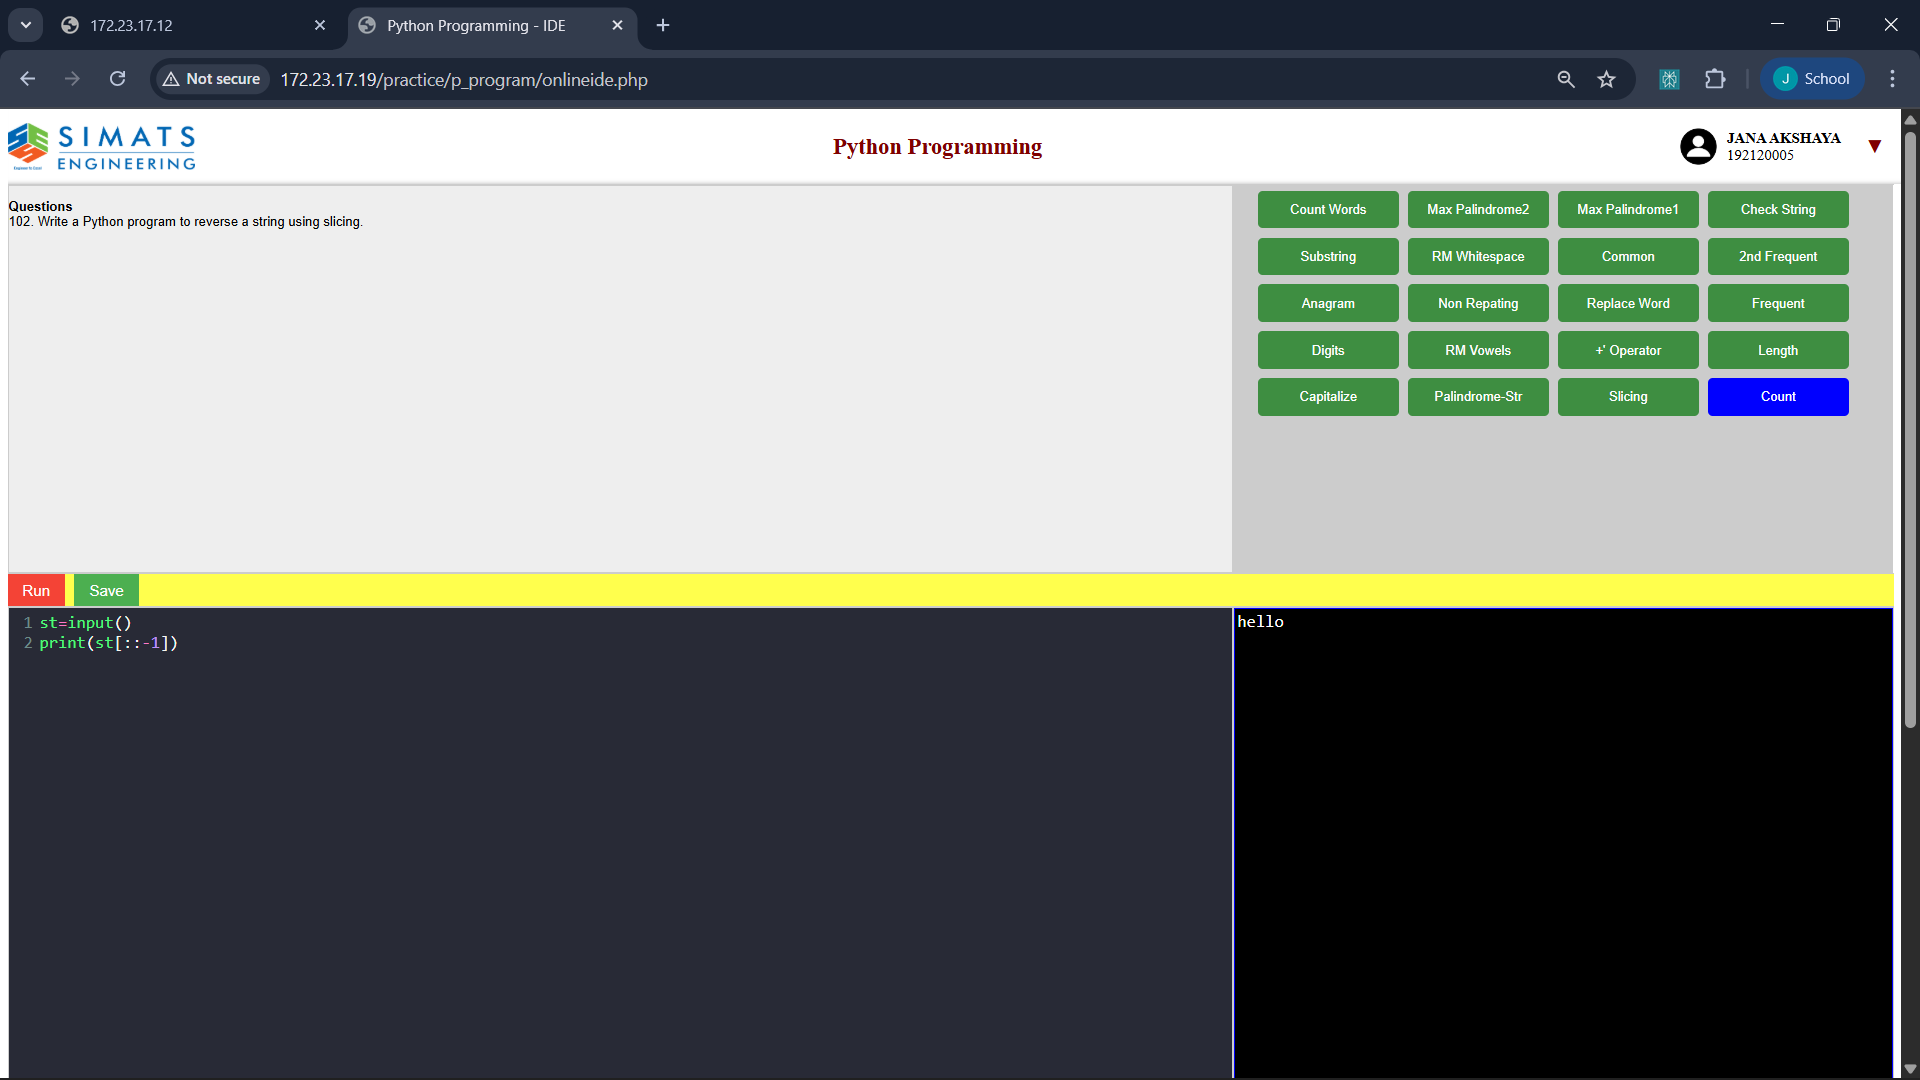 172.23.17.12
Python Programming - IDE
Not secure
172.23.17.19/practice/p_program/onlineide.php
J
School
SIMATS
ENGINEERING
Python Programming
JANA AKSHAYA
192120005
Questions
102. Write a Python program to reverse a string using slicing.
Count Words
Max Palindrome2
Max Palindrome1
Check String
Substring
RM Whitespace
Common
2nd Frequent
Anagram
Non Repating
Replace Word
Frequent
Digits
RM Vowels
+' Operator
Length
Capitalize
Palindrome-Str
Slicing
Count
Run
Save
1 st=input()
2 print(st[::-1])
hello